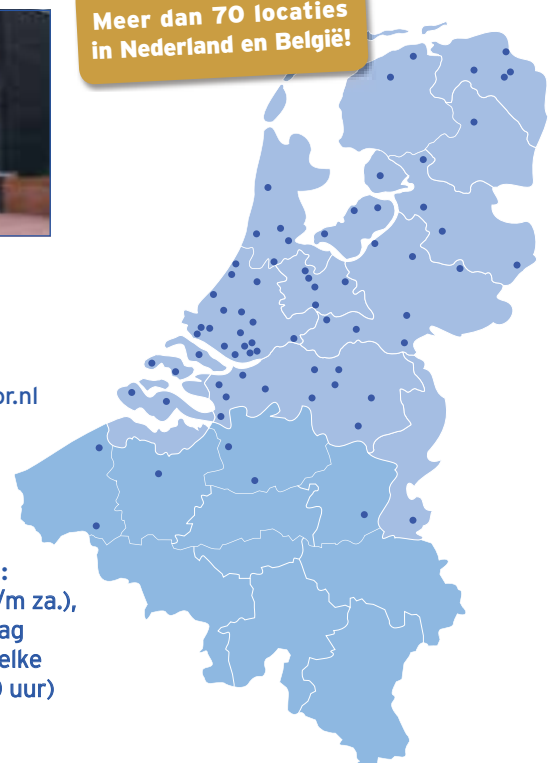 Meer dan 70 locaties
in Nederland en België!
or.nl
:
/m za.),
ag
elke
uur)